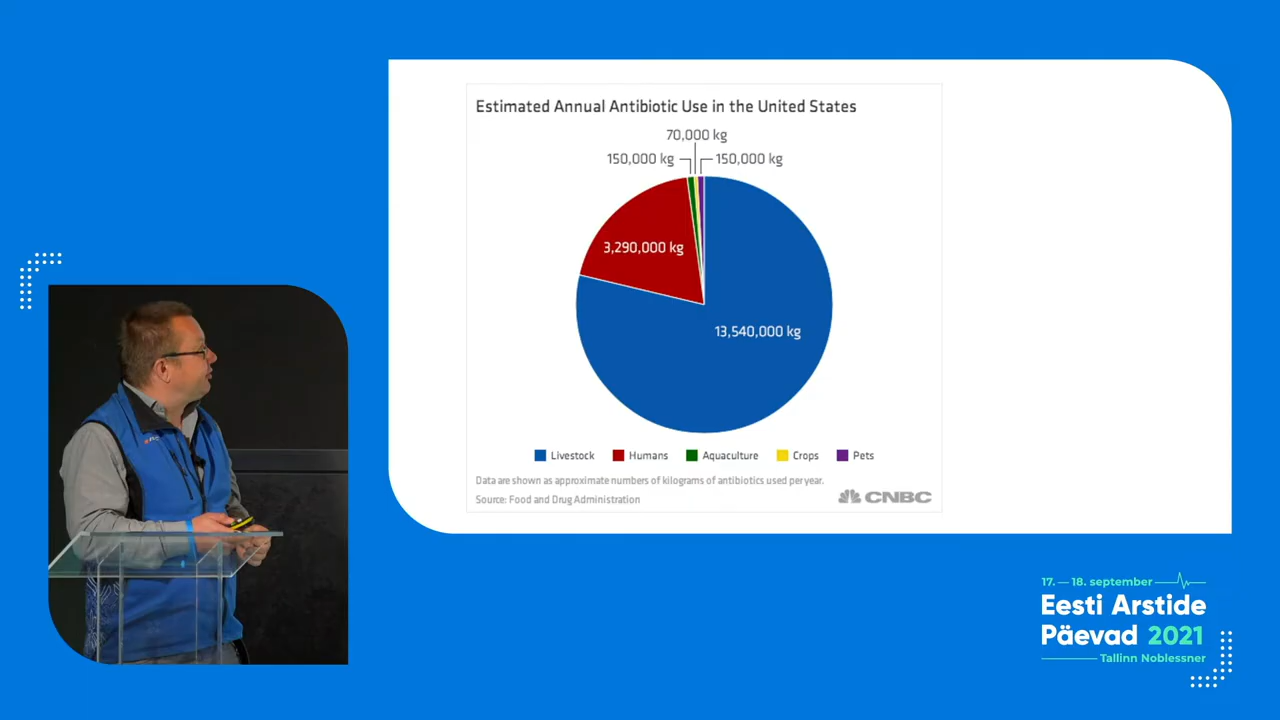 Estimated Annual Antibiotic Use in the United States
70,000 kg
150,000 kg
150,000 kg
3,290,000 kg
13,540,000 kg
Livestock
Humans
Aquaculture
Crops
Pets
Data are shown as approximate numbers of kilograms of antibiotics used per year.
Source: Food and Drug Administration
CNBC
17. — 18. september
Eesti Arstide
Päevad 2021
Tallinn Noblessner